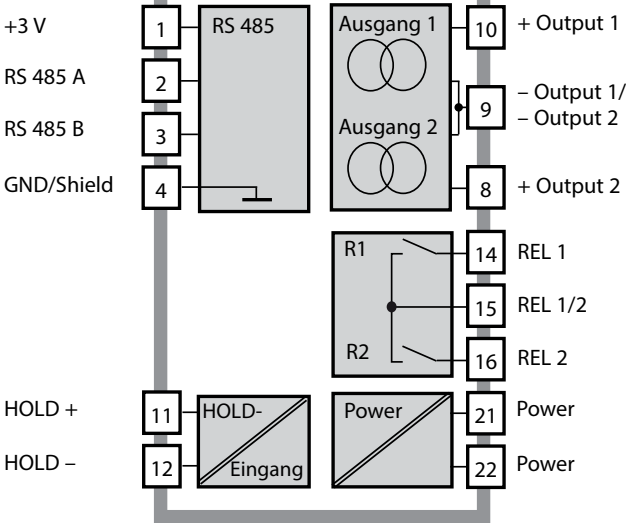 +3 V 1 RS 485
RS 485 A 2
RS 485 B 3
GND/Shield 4
Ausgang 1 10 + Output 1
9 – Output 1/
– Output 2
Ausgang 2
8 + Output 2
R1 14 REL 1
15 REL 1/2
R2 16 REL 2
HOLD + 11 HOLD-
HOLD – 12 Eingang
Power 21 Power
22 Power